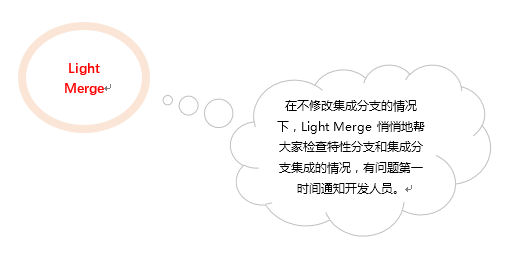 Light
Merge
在不修改集成分支的情况
下，Light Merge 悄悄地帮
大家检查特性分支和集成分
支集成的情况，有问题第一
时间通知开发人员。